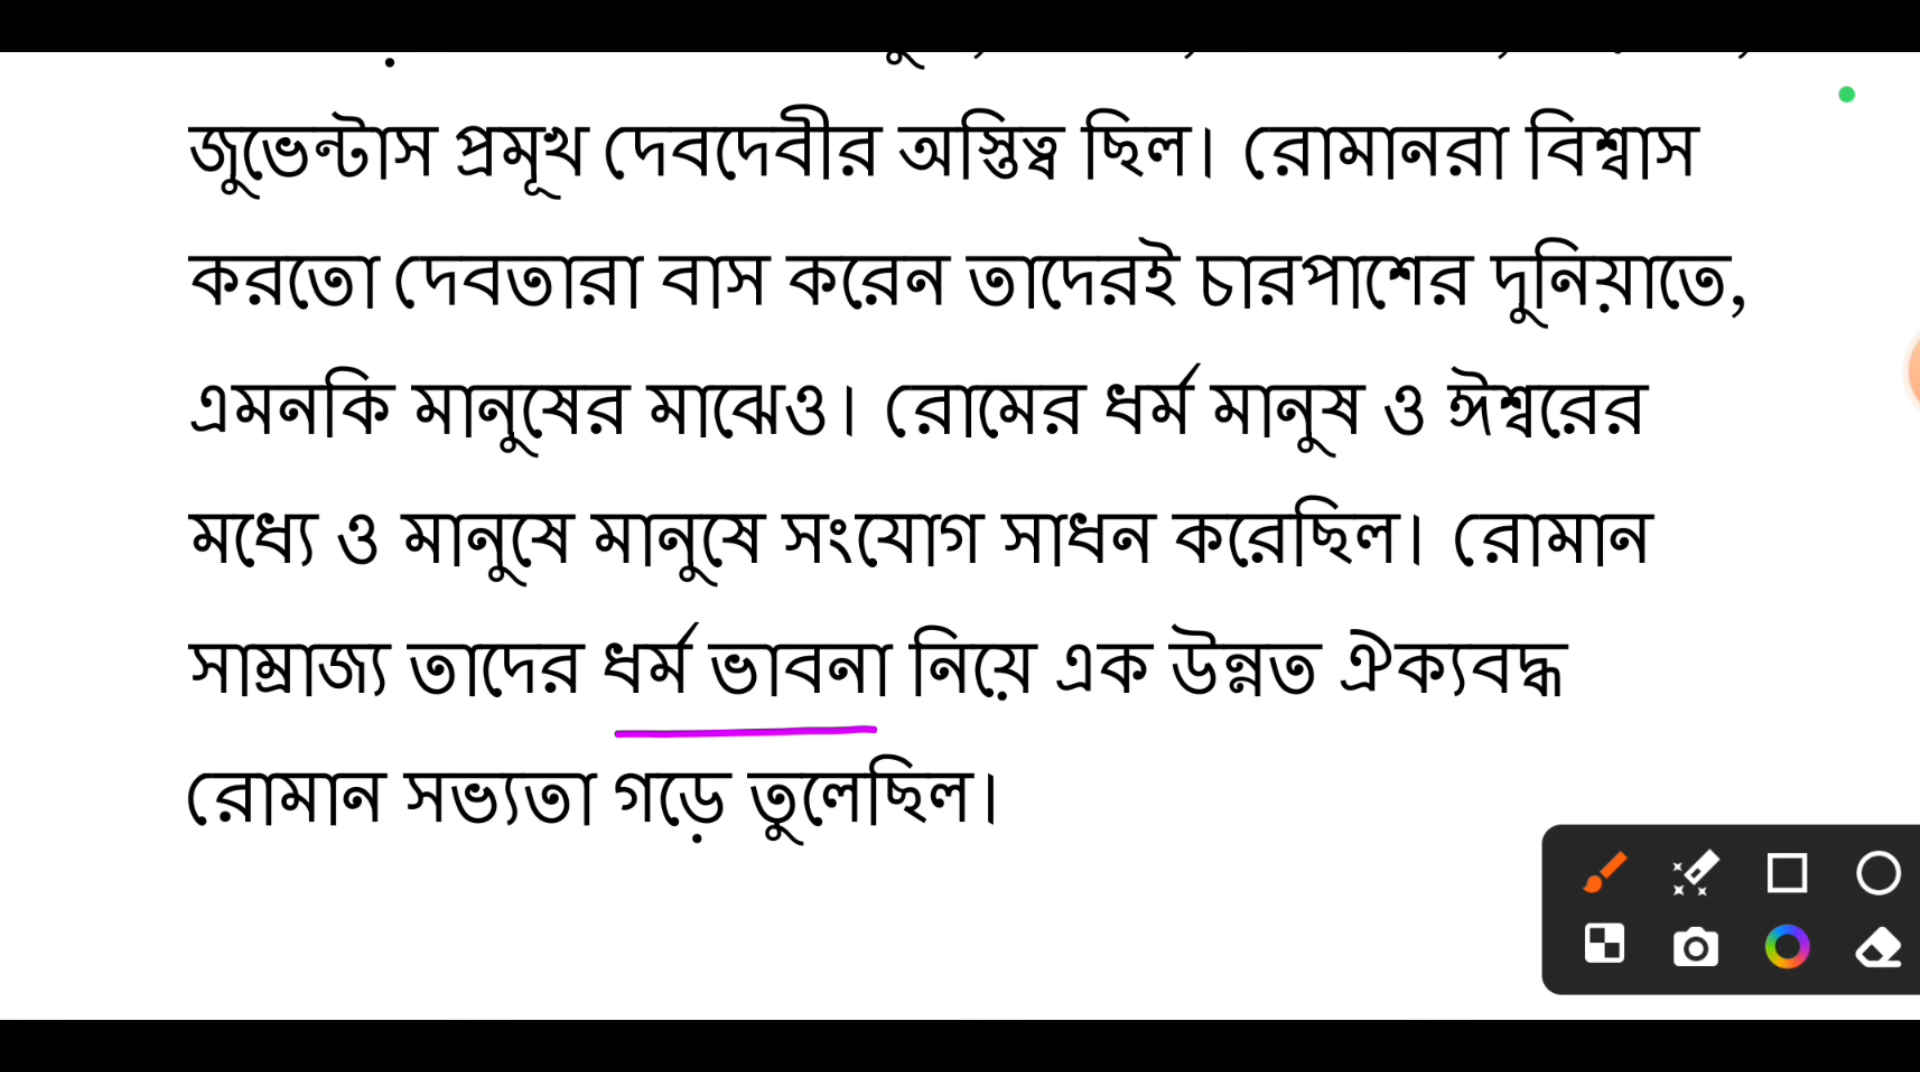 জুভেন্টাস প্রমূখ দেবদেবীর অস্তিত্ব ছিল। রোমানরা বিশ্বাস
করতো দেবতারা বাস করেন তাদেরই চারপাশের দুনিয়াতে,
এমনকি মানুষের মাঝেও। রোমের ধর্ম মানুষ ও ঈশ্বরের
মধ্যে ও মানুষে মানুষে সংযোগ সাধন করেছিল। রোমান
সাম্রাজ্য তাদের ধর্ম ভাবনা নিয়ে এক উন্নত ঐক্যবদ্ধ
রোমান সভ্যতা গড়ে তুলেছিল।